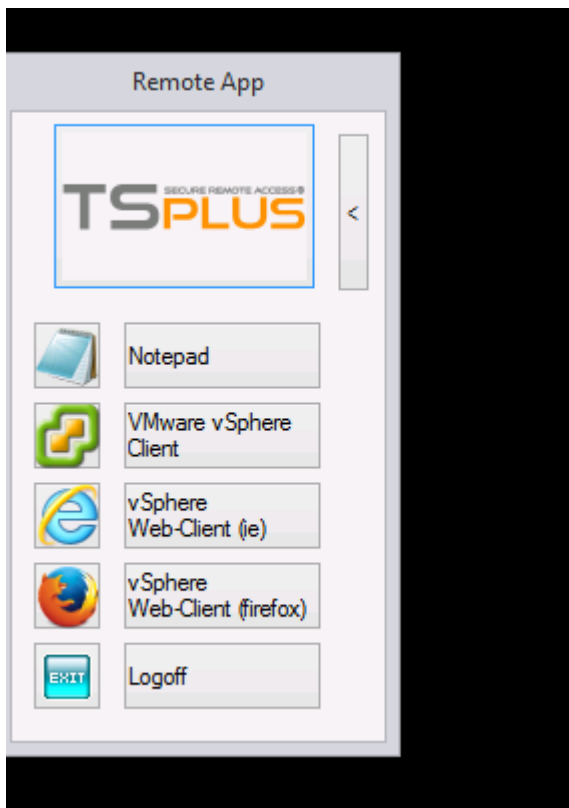 Remote App
SECURE REMOTE ACCESS®
TSPLUS
<
Notepad
VMware vSphere
Client
vSphere
Web-Client (ie)
vSphere
Web-Client (firefox)
EXIT
Logoff